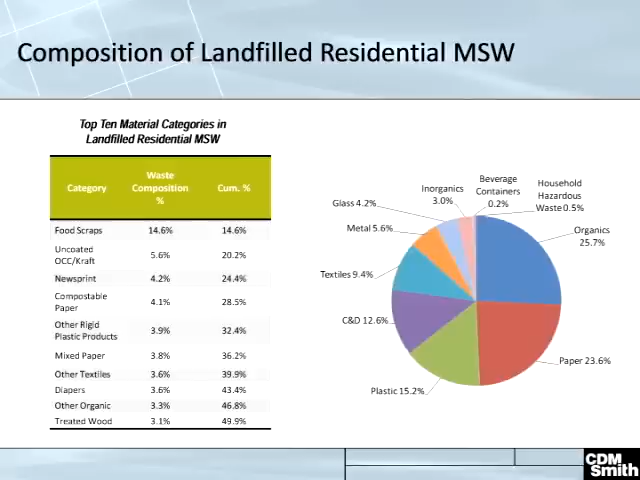 Composition of Landfilled Residential MSW
Top Ten Material Categories in
Landfilled Residential MSW
Category Waste Composition % Cum. %
Food Scraps 14.6% 14.6%
Uncoated OCC/Kraft 5.6% 20.2%
Newsprint 4.2% 24.4%
Compostable Paper 4.1% 28.5%
Other Rigid Plastic Products 3.9% 32.4%
Mixed Paper 3.8% 36.2%
Other Textiles 3.6% 39.9%
Diapers 3.6% 43.4%
Other Organic 3.3% 46.8%
Treated Wood 3.1% 49.9%
Organics
25.7%
Paper 23.6%
Plastic 15.2%
C&D 12.6%
Textiles 9.4%
Metal 5.6%
Glass 4.2%
Inorganics
3.0%
Beverage
Containers
0.2%
Household
Hazardous
Waste 0.5%
CDM
Smith